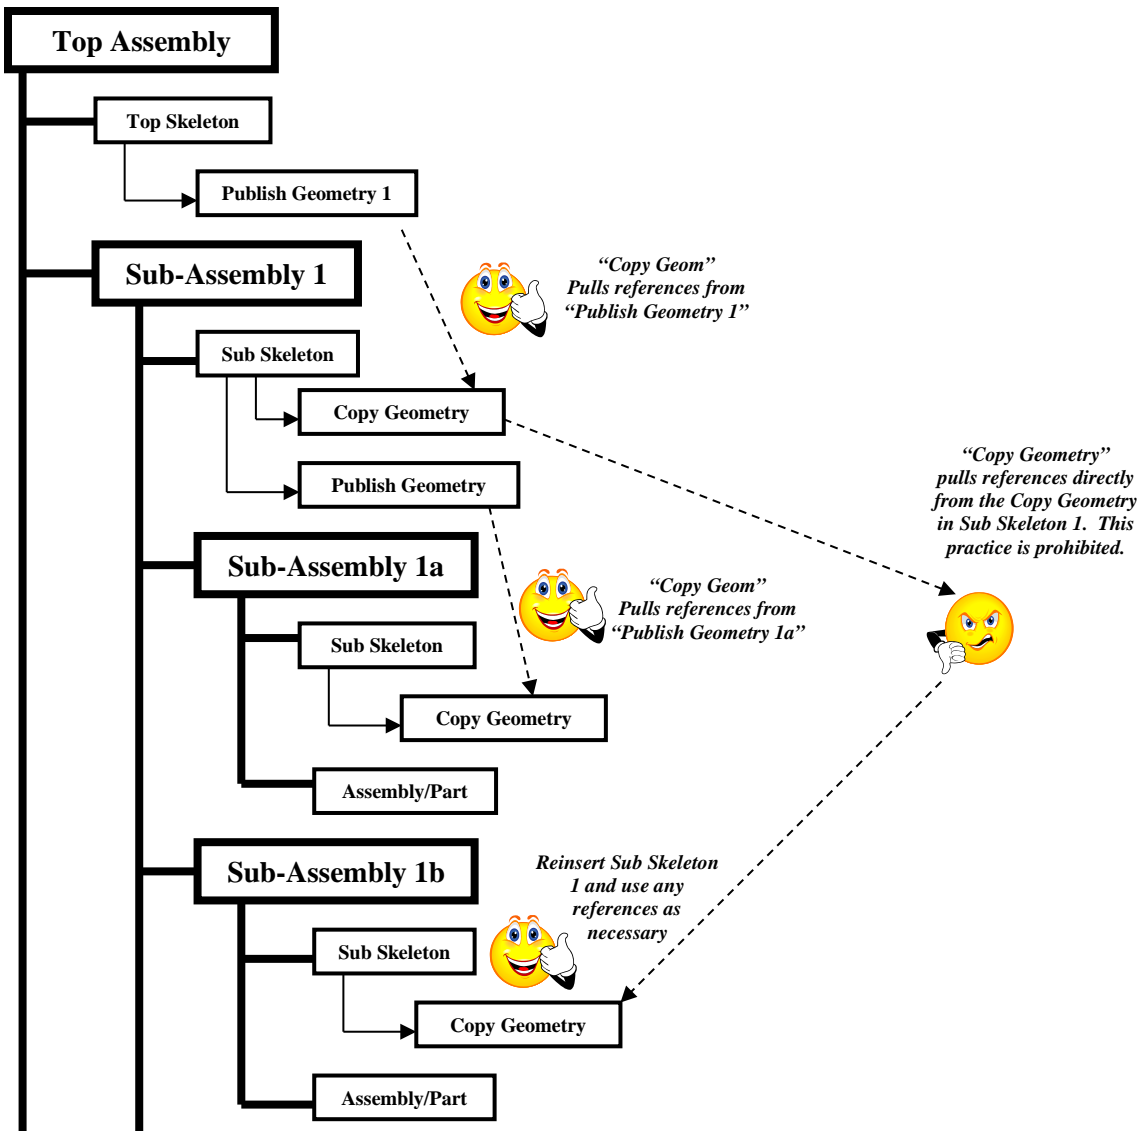 Top Assembly
Top Skeleton
Publish Geometry 1
Sub-Assembly 1
“Copy Geom”
Pulls references from
“Publish Geometry 1”
Sub Skeleton
Copy Geometry
“Copy Geometry”
pulls references directly
from the Copy Geometry
in Sub Skeleton 1.  This
practice is prohibited.
Publish Geometry
Sub-Assembly 1a
“Copy Geom”
Pulls references from
“Publish Geometry 1a”
Sub Skeleton
Copy Geometry
Assembly/Part
Sub-Assembly 1b
Reinsert Sub Skeleton
1 and use any
references as
necessary
Sub Skeleton
Copy Geometry
Assembly/Part